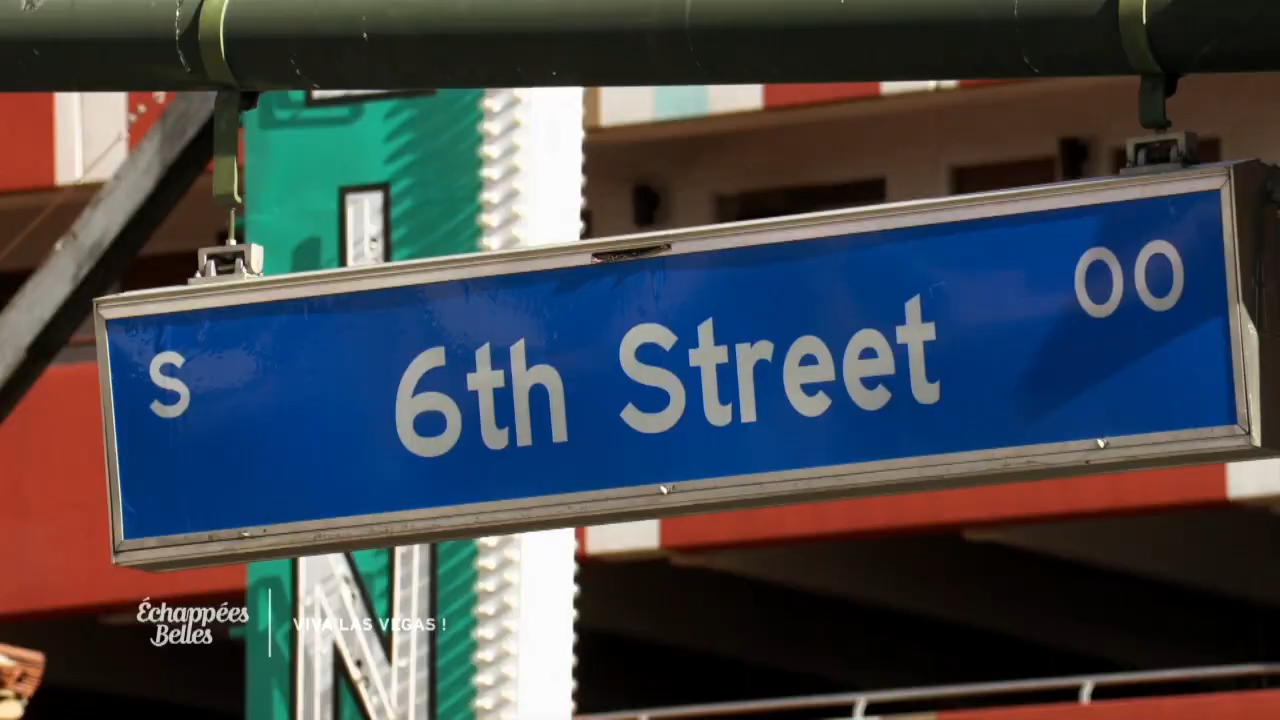 S 6th Street 00
N
Échappées
Belles
VIVA LAS VEGAS !